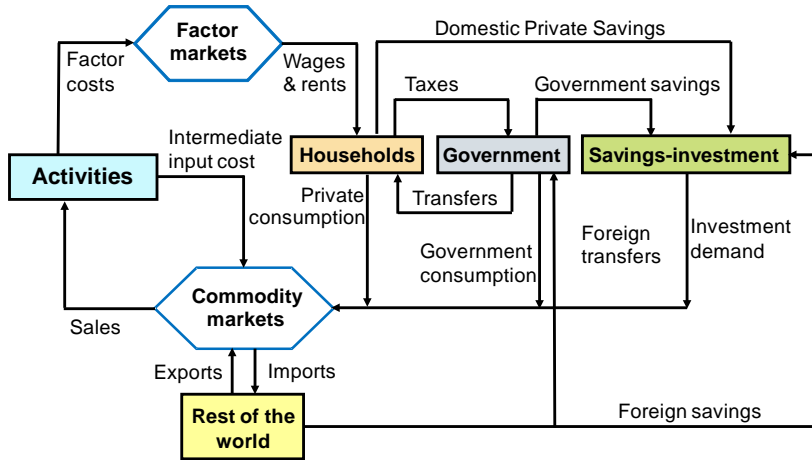 Factor
markets
Domestic Private Savings
Factor
costs
Wages
& rents
Taxes
Government savings
Intermediate
input cost
Households
Government
Savings-investment
Activities
Private
consumption
Transfers
Government
consumption
Foreign
transfers
Investment
demand
Commodity
markets
Sales
Exports
Imports
Rest of the
world
Foreign savings